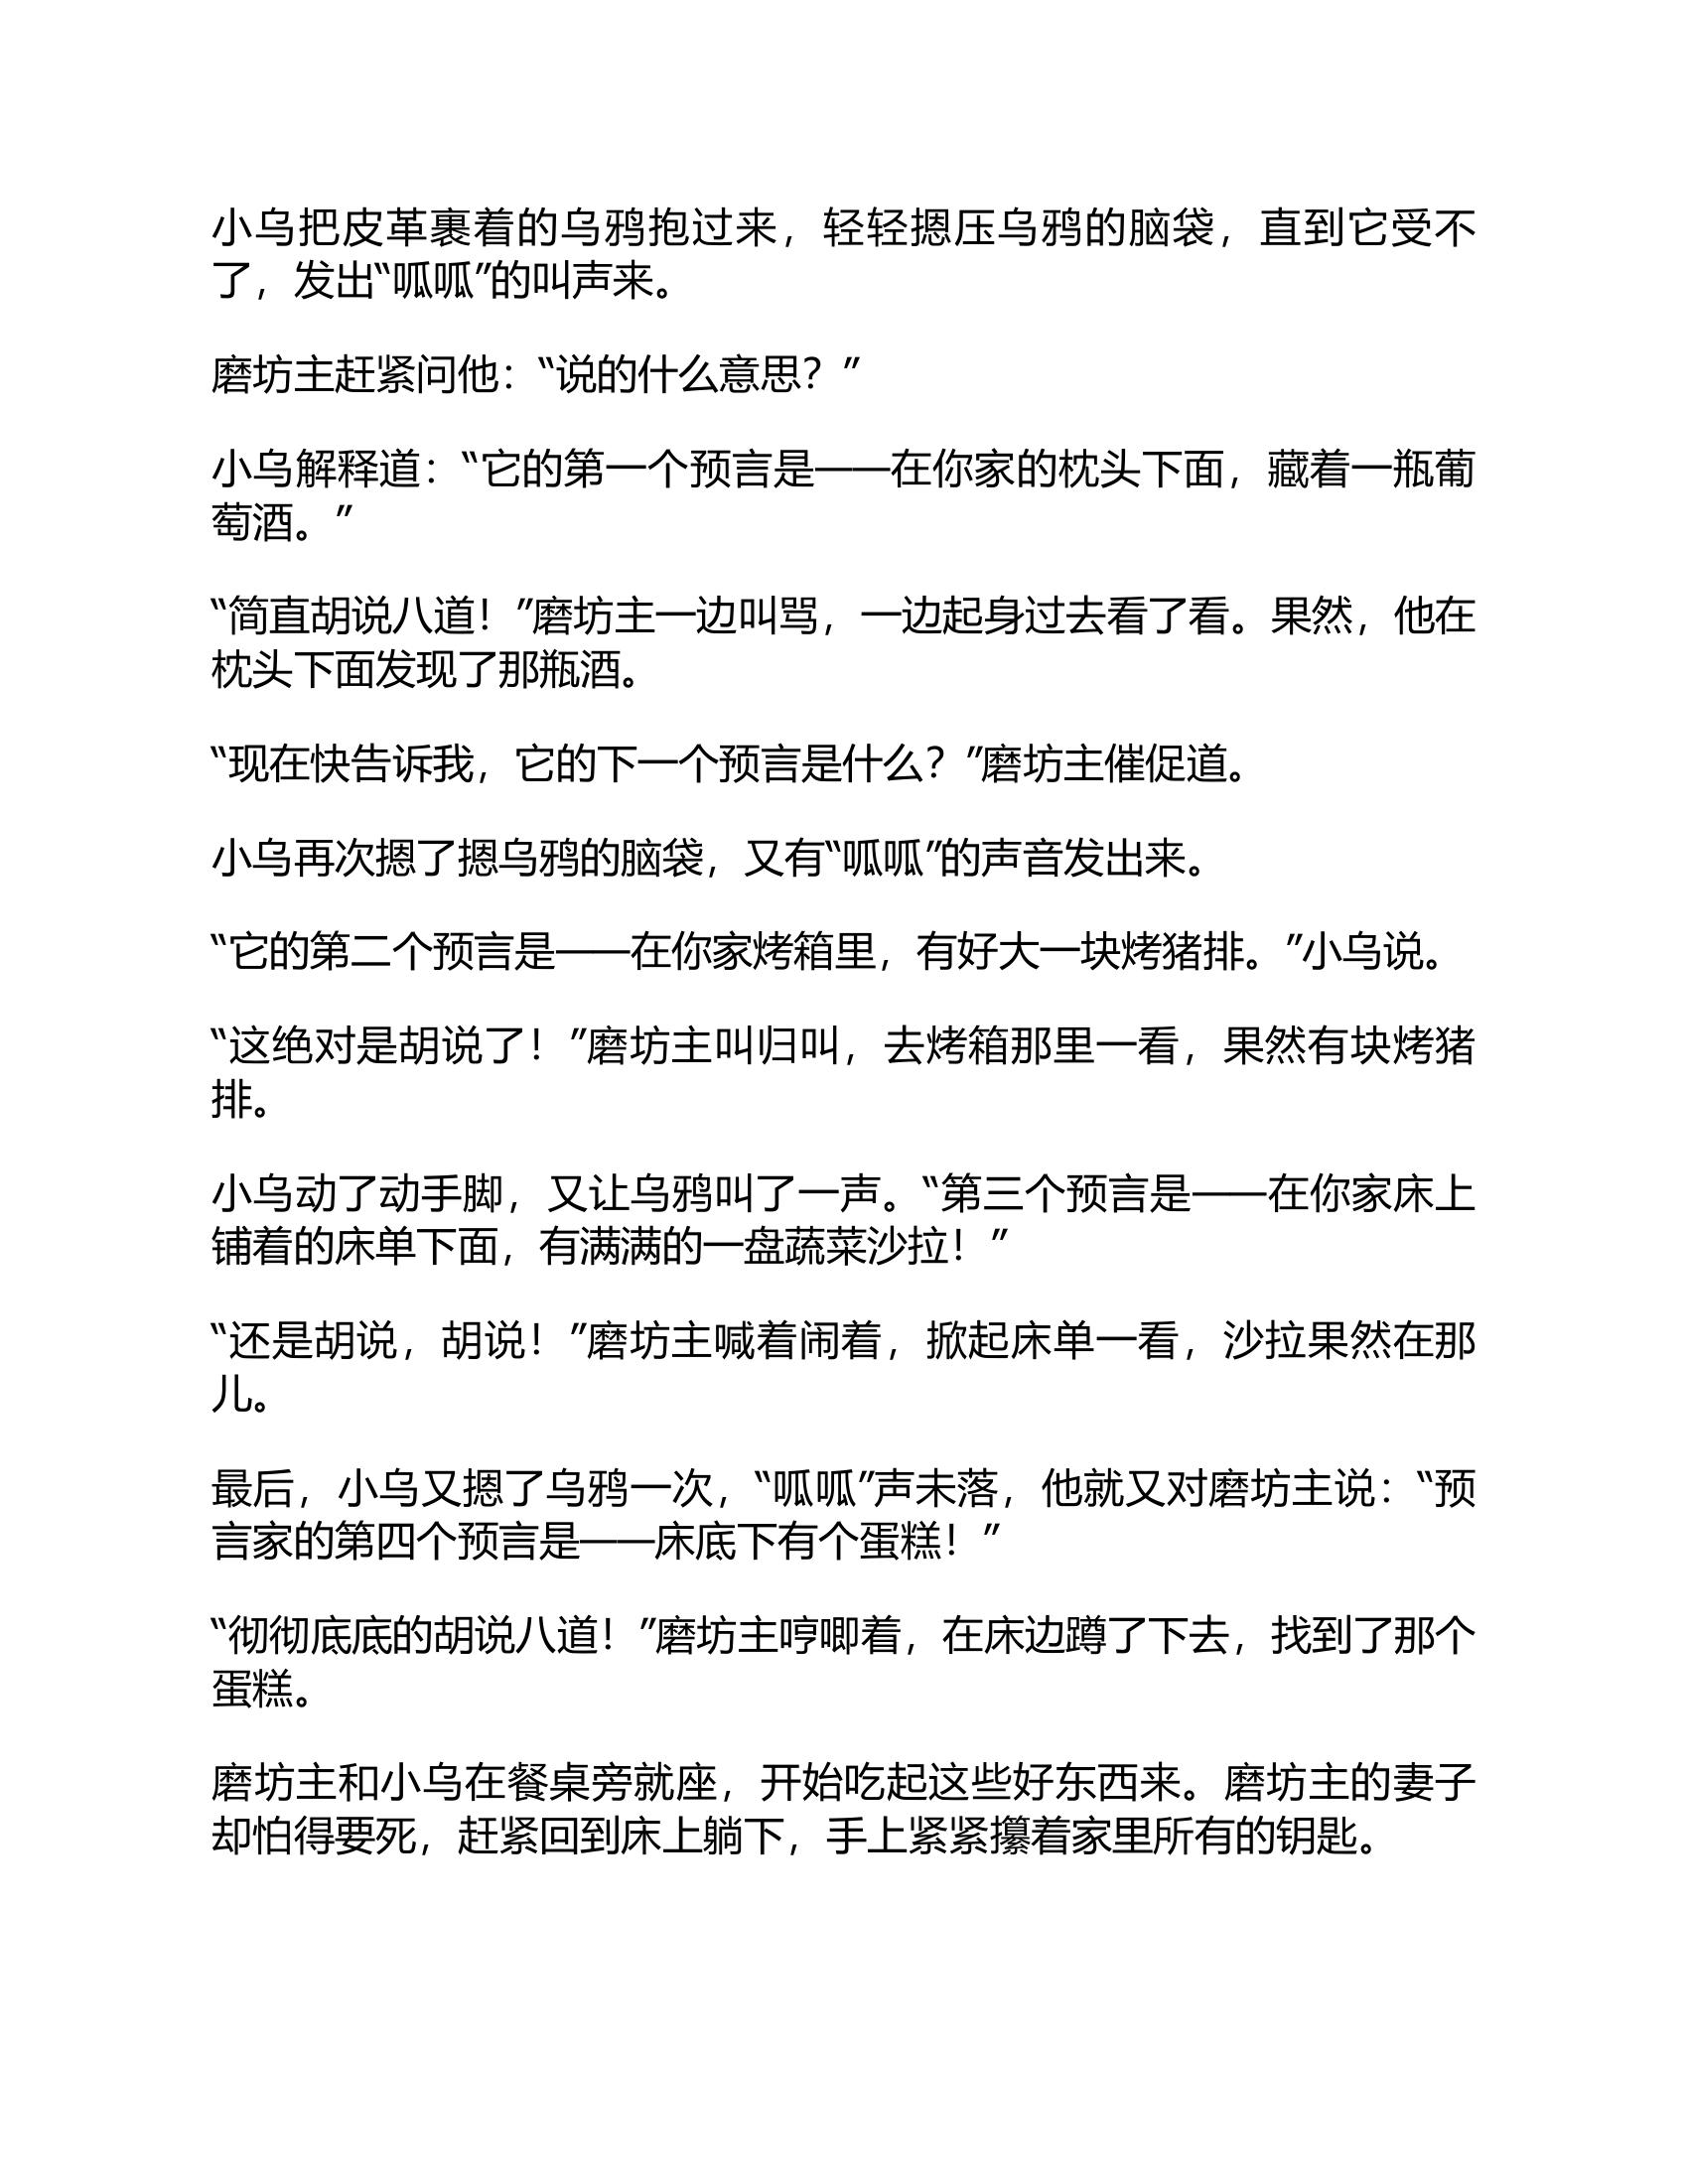 小乌把皮革裹着的乌鸦抱过来，轻轻摁压乌鸦的脑袋，直到它受不
了，发出“呱呱”的叫声来。
磨坊主赶紧问他：“说的什么意思？”
小乌解释道：“它的第一个预言是——在你家的枕头下面，藏着一瓶葡
萄酒。”
“简直胡说八道！”磨坊主一边叫骂，一边起身过去看了看。果然，他在
枕头下面发现了那瓶酒。
“现在快告诉我，它的下一个预言是什么？”磨坊主催促道。
小乌再次摁了摁乌鸦的脑袋，又有“呱呱”的声音发出来。
“它的第二个预言是——在你家烤箱里，有好大一块烤猪排。”小乌说。
“这绝对是胡说了！”磨坊主叫归叫，去烤箱那里一看，果然有块烤猪
排。
小乌动了动手脚，又让乌鸦叫了一声。“第三个预言是——在你家床上
铺着的床单下面，有满满的一盘蔬菜沙拉！”
“还是胡说，胡说！”磨坊主喊着闹着，掀起床单一看，沙拉果然在那
儿。
最后，小乌又摁了乌鸦一次，“呱呱”声未落，他就又对磨坊主说：“预
言家的第四个预言是——床底下有个蛋糕！”
“彻彻底底的胡说八道！”磨坊主哼唧着，在床边蹲了下去，找到了那个
蛋糕。
磨坊主和小乌在餐桌旁就座，开始吃起这些好东西来。磨坊主的妻子
却怕得要死，赶紧回到床上躺下，手上紧紧攥着家里所有的钥匙。